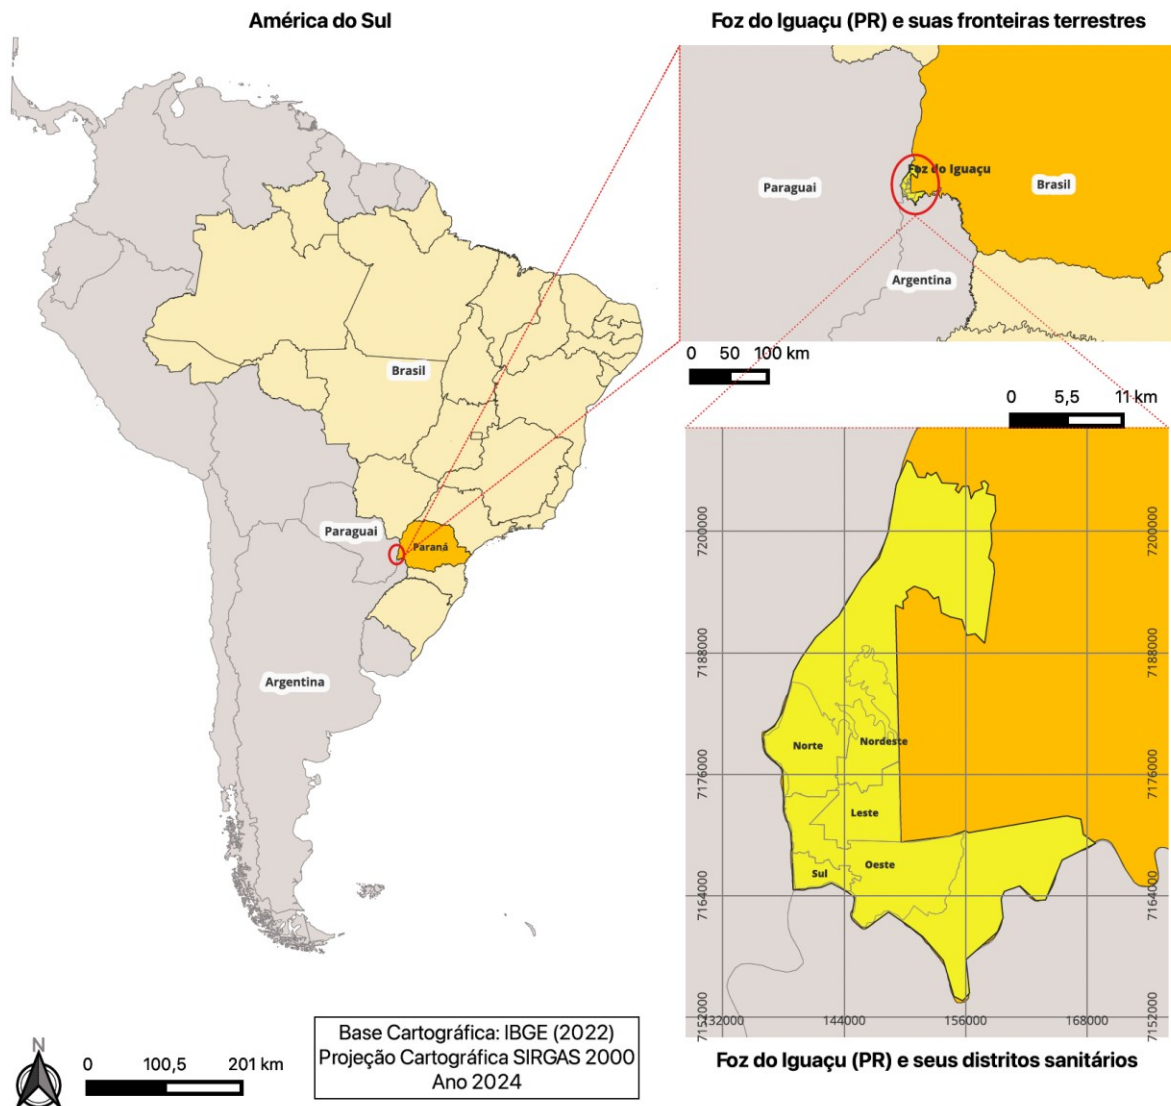 América do Sul
Foz do Iguaçu (PR) e suas fronteiras terrestres
Foz do Iguaçu
Paraguai
Brasil
Argentina
0 50 100 km
0 5,5 11 km
Brasil
Paraguai
Paraná
Argentina
7200000
7200000
7188000
7188000
Norte
Nordeste
7176000
7176000
Leste
Oeste
Sul
7164000
7164000
7152000
7152000
132000
144000
156000
168000
Foz do Iguaçu (PR) e seus distritos sanitários
N
0 100,5 201 km
Base Cartográfica: IBGE (2022)
Projeção Cartográfica SIRGAS 2000
Ano 2024